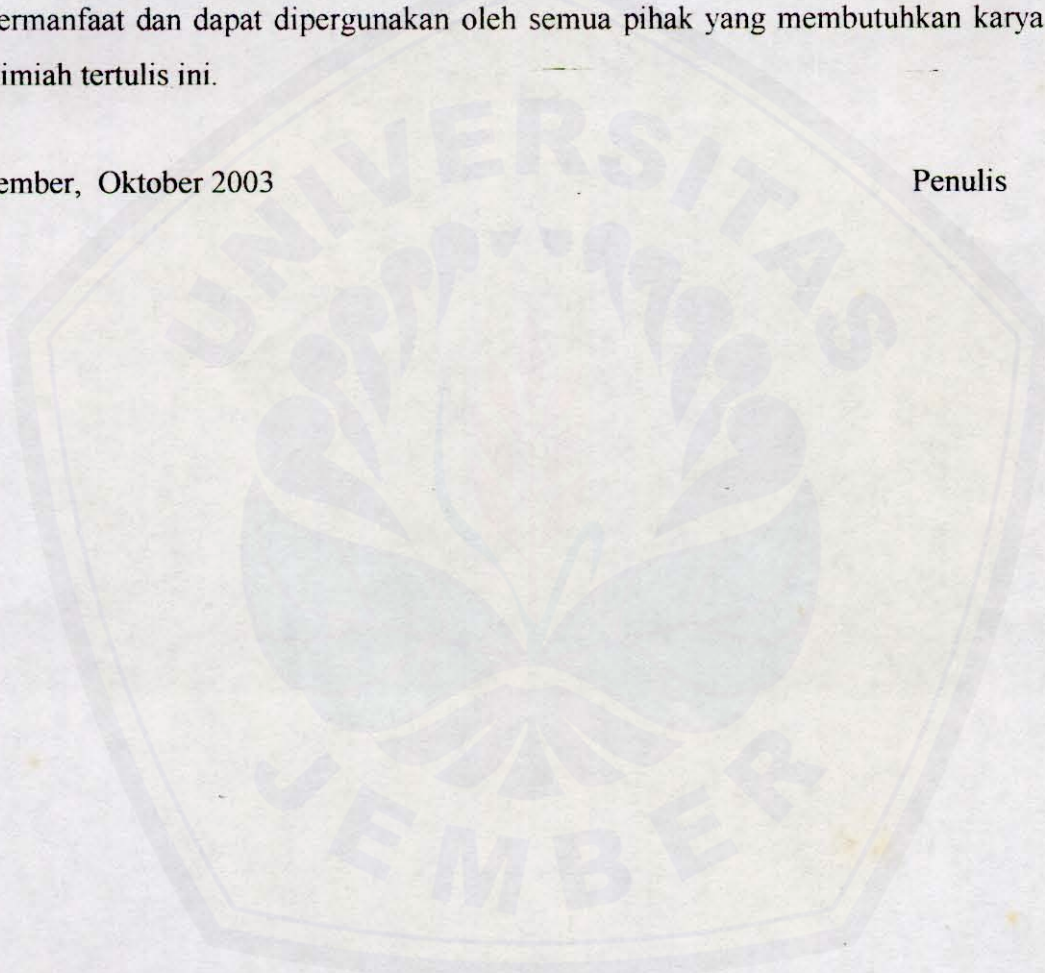 ermanfaat dan dapat dipergunakan oleh semua pihak yang membutuhkan karya
imiah tertulis ini.
ember, Oktober 2003 Penulis
UNIVERSITAS
JEMBER